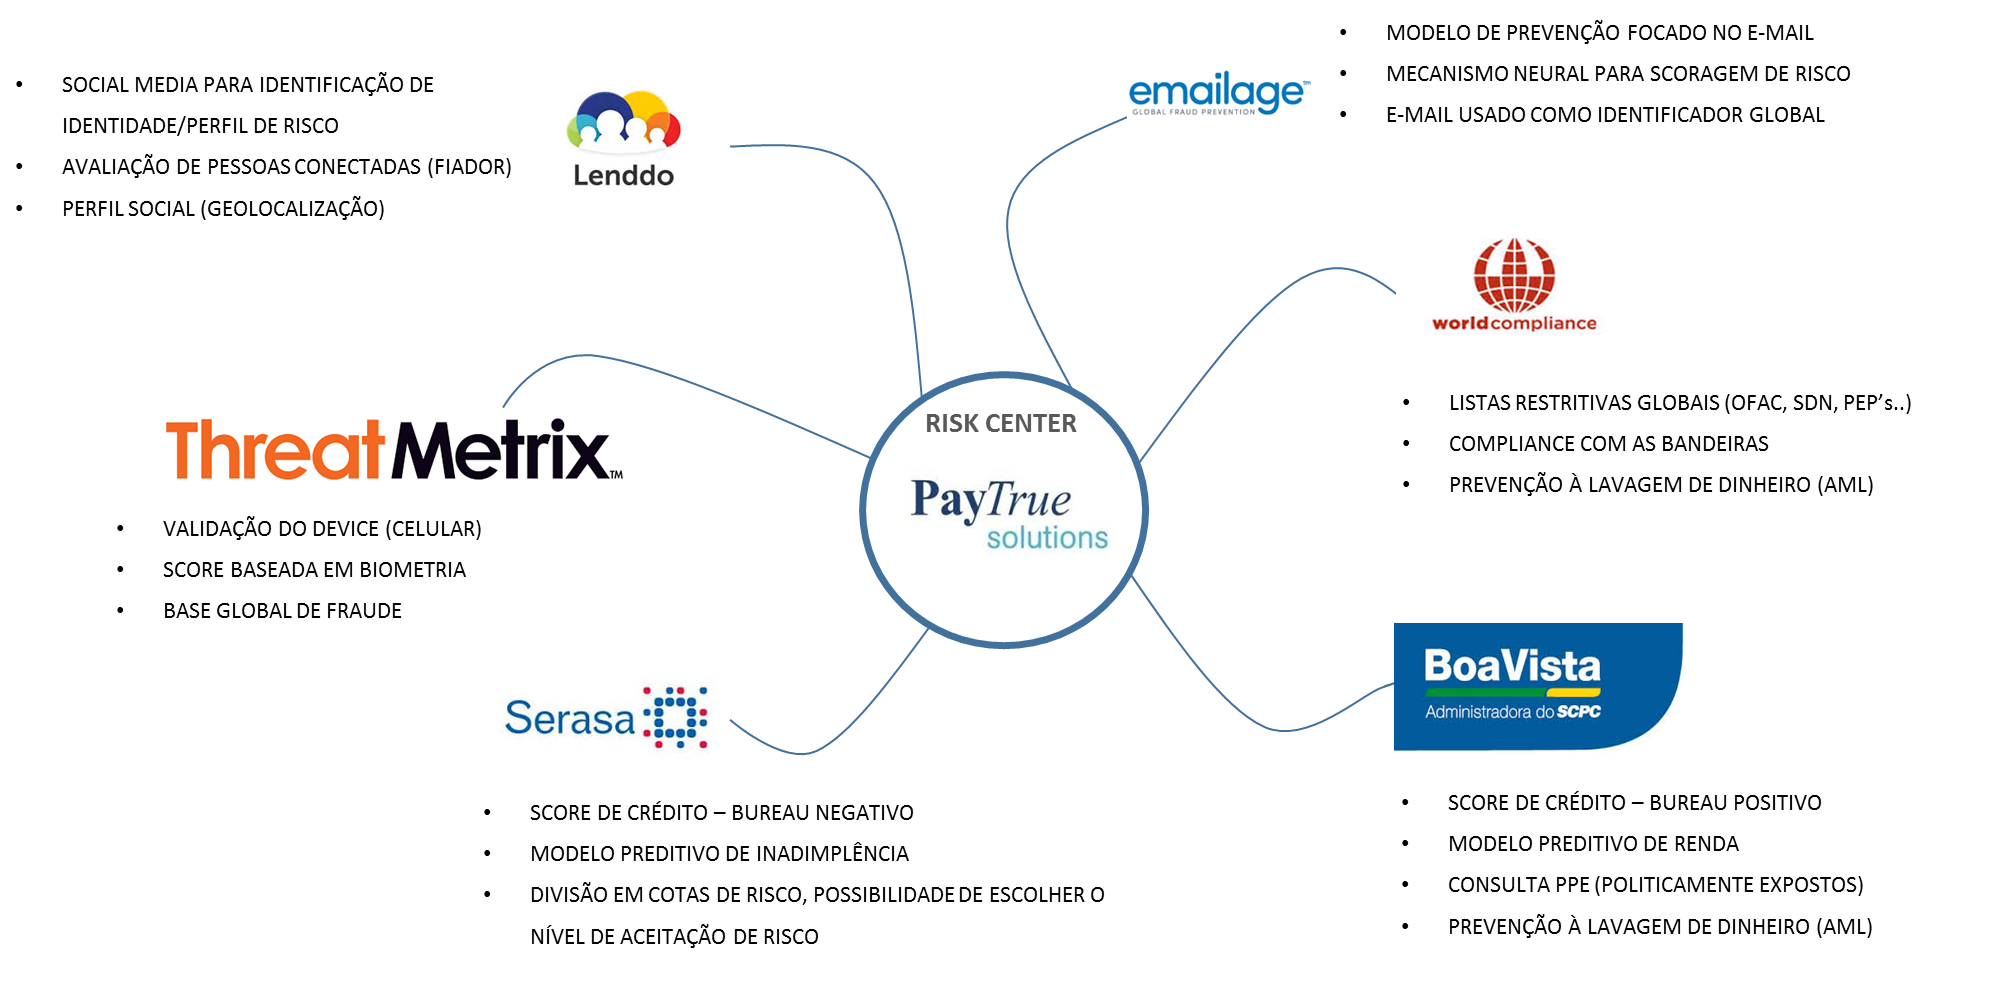 • SOCIAL MEDIA PARA IDENTIFICAÇÃO DE
IDENTIDADE/PERFIL DE RISCO
• AVALIAÇÃO DE PESSOAS CONECTADAS (FIADOR)
• PERFIL SOCIAL (GEOLOCALIZAÇÃO)
Lenddo
emailage™
GLOBAL FRAUD PREVENTION
• MODELO DE PREVENÇÃO FOCADO NO E-MAIL
• MECANISMO NEURAL PARA SCORAGEM DE RISCO
• E-MAIL USADO COMO IDENTIFICADOR GLOBAL
worldcompliance
• LISTAS RESTRITIVAS GLOBAIS (OFAC, SDN, PEP’s..)
• COMPLIANCE COM AS BANDEIRAS
• PREVENÇÃO À LAVAGEM DE DINHEIRO (AML)
RISK CENTER
PayTrue
solutions
ThreatMetrix™
• VALIDAÇÃO DO DEVICE (CELULAR)
• SCORE BASEADA EM BIOMETRIA
• BASE GLOBAL DE FRAUDE
Serasa
• SCORE DE CRÉDITO – BUREAU NEGATIVO
• MODELO PREDITIVO DE INADIMPLÊNCIA
• DIVISÃO EM COTAS DE RISCO, POSSIBILIDADE DE ESCOLHER O
NÍVEL DE ACEITAÇÃO DE RISCO
BoaVista
Administradora do SCPC
• SCORE DE CRÉDITO – BUREAU POSITIVO
• MODELO PREDITIVO DE RENDA
• CONSULTA PPE (POLITICAMENTE EXPOSTOS)
• PREVENÇÃO À LAVAGEM DE DINHEIRO (AML)